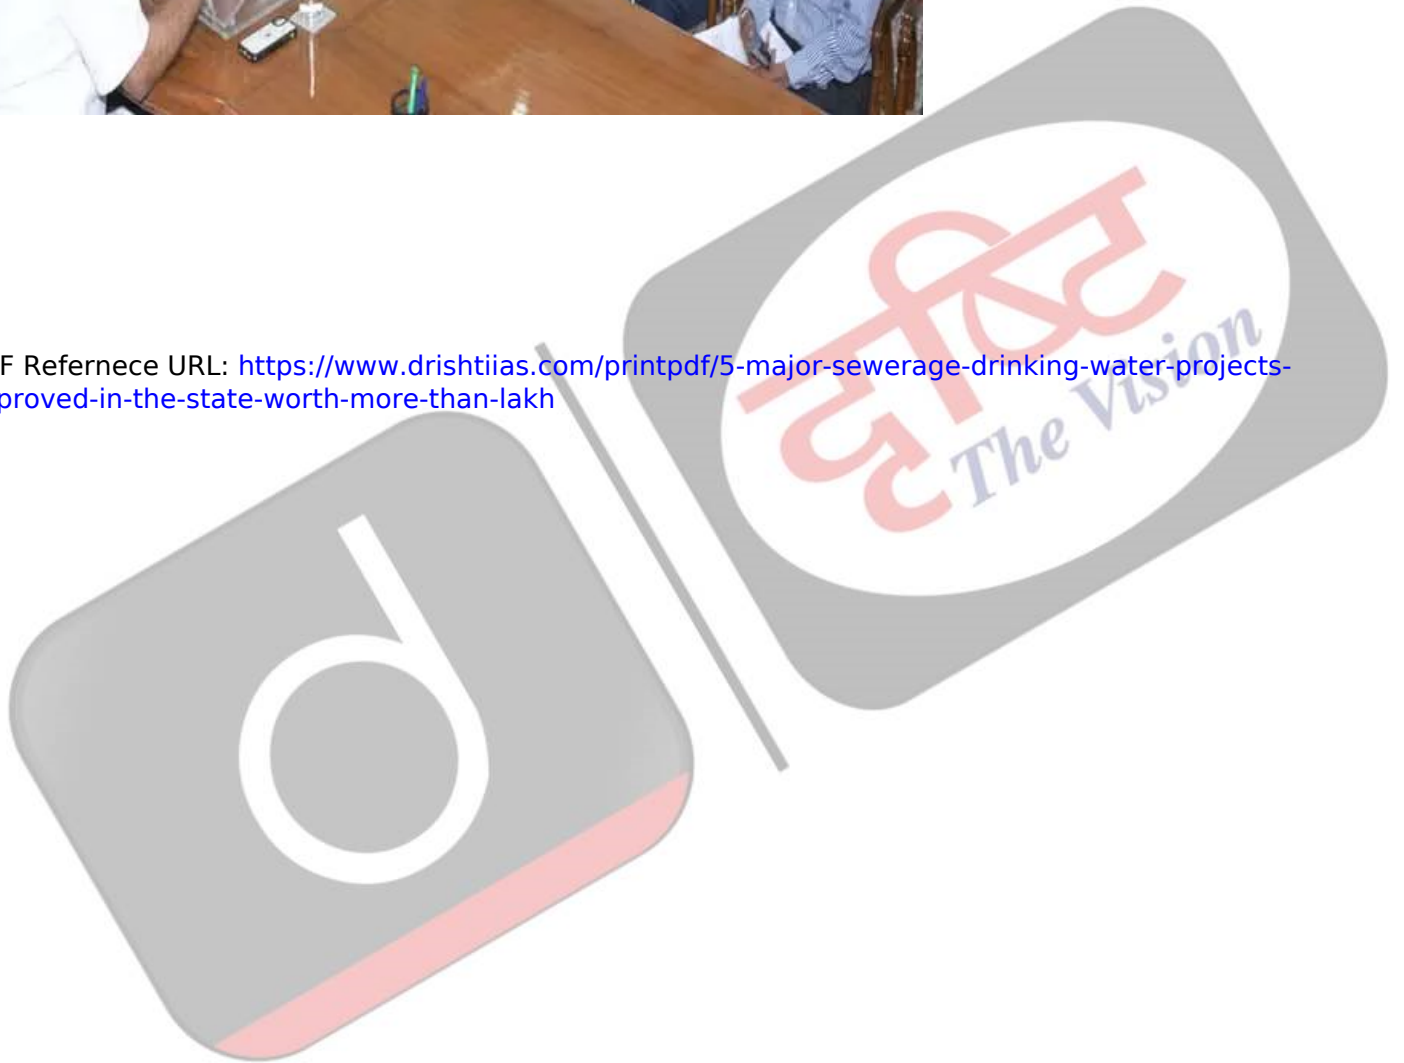 F Refernece URL: https://www.drishtiias.com/printpdf/5-major-sewerage-drinking-water-projects-
proved-in-the-state-worth-more-than-lakh
दृष्टि
The Vision
d